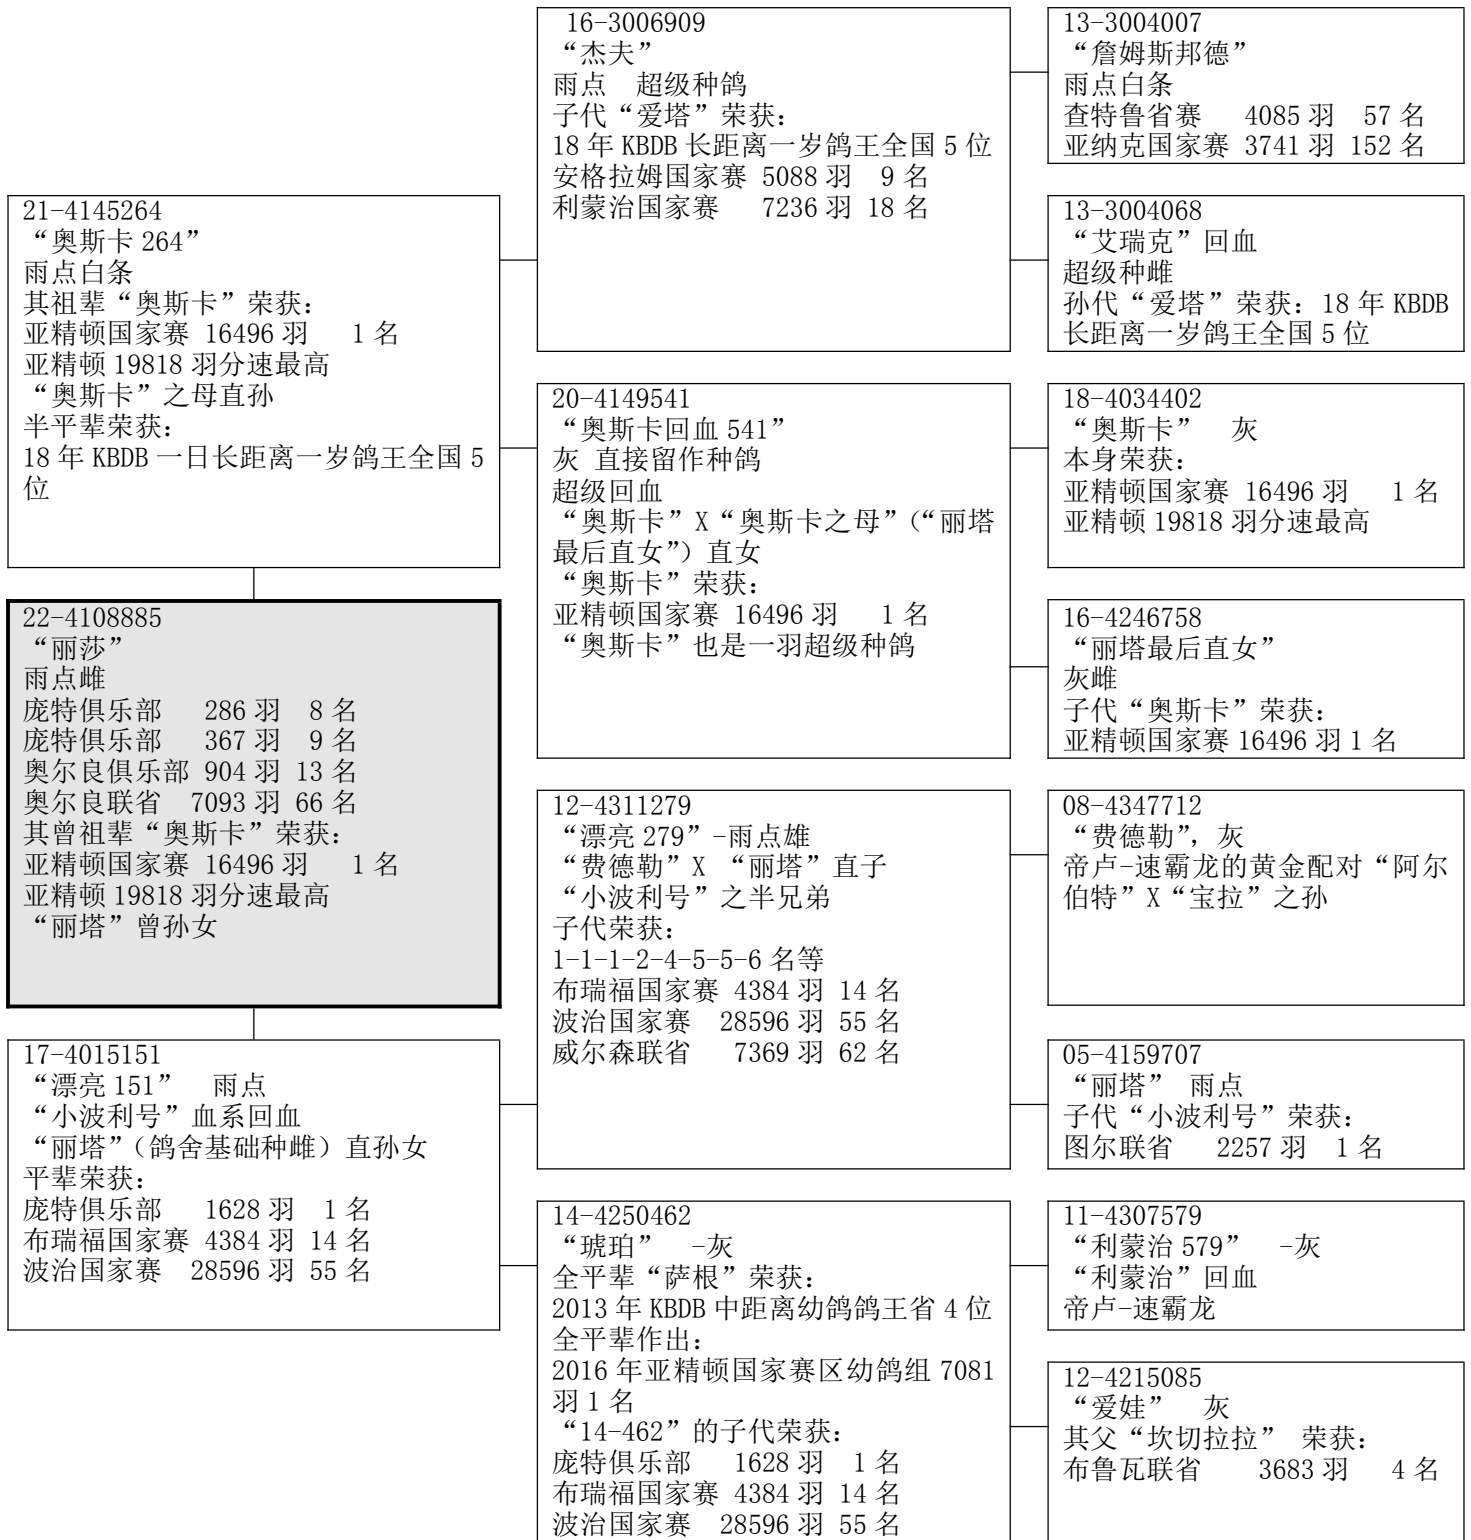 16-3006909
“杰夫”
雨点 超级种鸽
子代“爱塔”荣获：
18 年 KBDB 长距离一岁鸽王全国 5 位
安格拉姆国家赛 5088 羽 9 名
利蒙治国家赛 7236 羽 18 名
13-3004007
“詹姆斯邦德”
雨点白条
查特鲁省赛 4085 羽 57 名
亚纳克国家赛 3741 羽 152 名
21-4145264
“奥斯卡 264”
雨点白条
其祖辈“奥斯卡”荣获：
亚精顿国家赛 16496 羽 1 名
亚精顿 19818 羽分速最高
“奥斯卡”之母直孙
半平辈荣获：
18 年 KBDB 一日长距离一岁鸽王全国 5
位
13-3004068
“艾瑞克”回血
超级种雌
孙代“爱塔”荣获：18 年 KBDB
长距离一岁鸽王全国 5 位
20-4149541
“奥斯卡回血 541”
灰 直接留作种鸽
超级回血
“奥斯卡”X“奥斯卡之母”（“丽塔
最后直女”）直女
“奥斯卡”荣获：
亚精顿国家赛 16496 羽 1 名
“奥斯卡”也是一羽超级种鸽
18-4034402
“奥斯卡” 灰
本身荣获：
亚精顿国家赛 16496 羽 1 名
亚精顿 19818 羽分速最高
22-4108885
“丽莎”
雨点雌
庞特俱乐部 286 羽 8 名
庞特俱乐部 367 羽 9 名
奥尔良俱乐部 904 羽 13 名
奥尔良联省 7093 羽 66 名
其曾祖辈“奥斯卡”荣获：
亚精顿国家赛 16496 羽 1 名
亚精顿 19818 羽分速最高
“丽塔”曾孙女
16-4246758
“丽塔最后直女”
灰雌
子代“奥斯卡”荣获：
亚精顿国家赛 16496 羽 1 名
12-4311279
“漂亮 279”-雨点雄
“费德勒”X “丽塔”直子
“小波利号”之半兄弟
子代荣获：
1-1-1-2-4-5-5-6 名等
布瑞福国家赛 4384 羽 14 名
波治国家赛 28596 羽 55 名
威尔森联省 7369 羽 62 名
08-4347712
“费德勒”，灰
帝卢-速霸龙的黄金配对“阿尔
伯特”X“宝拉”之孙
17-4015151
“漂亮 151” 雨点
“小波利号”血系回血
“丽塔”（鸽舍基础种雌）直孙女
平辈荣获：
庞特俱乐部 1628 羽 1 名
布瑞福国家赛 4384 羽 14 名
波治国家赛 28596 羽 55 名
05-4159707
“丽塔” 雨点
子代“小波利号”荣获：
图尔联省 2257 羽 1 名
14-4250462
“琥珀” -灰
全平辈“萨根”荣获：
2013 年 KBDB 中距离幼鸽鸽王省 4 位
全平辈作出：
2016 年亚精顿国家赛区幼鸽组 7081
羽 1 名
“14-462”的子代荣获：
庞特俱乐部 1628 羽 1 名
布瑞福国家赛 4384 羽 14 名
波治国家赛 28596 羽 55 名
11-4307579
“利蒙治 579” -灰
“利蒙治”回血
帝卢-速霸龙
12-4215085
“爱娃” 灰
其父“坎切拉拉” 荣获：
布鲁瓦联省 3683 羽 4 名